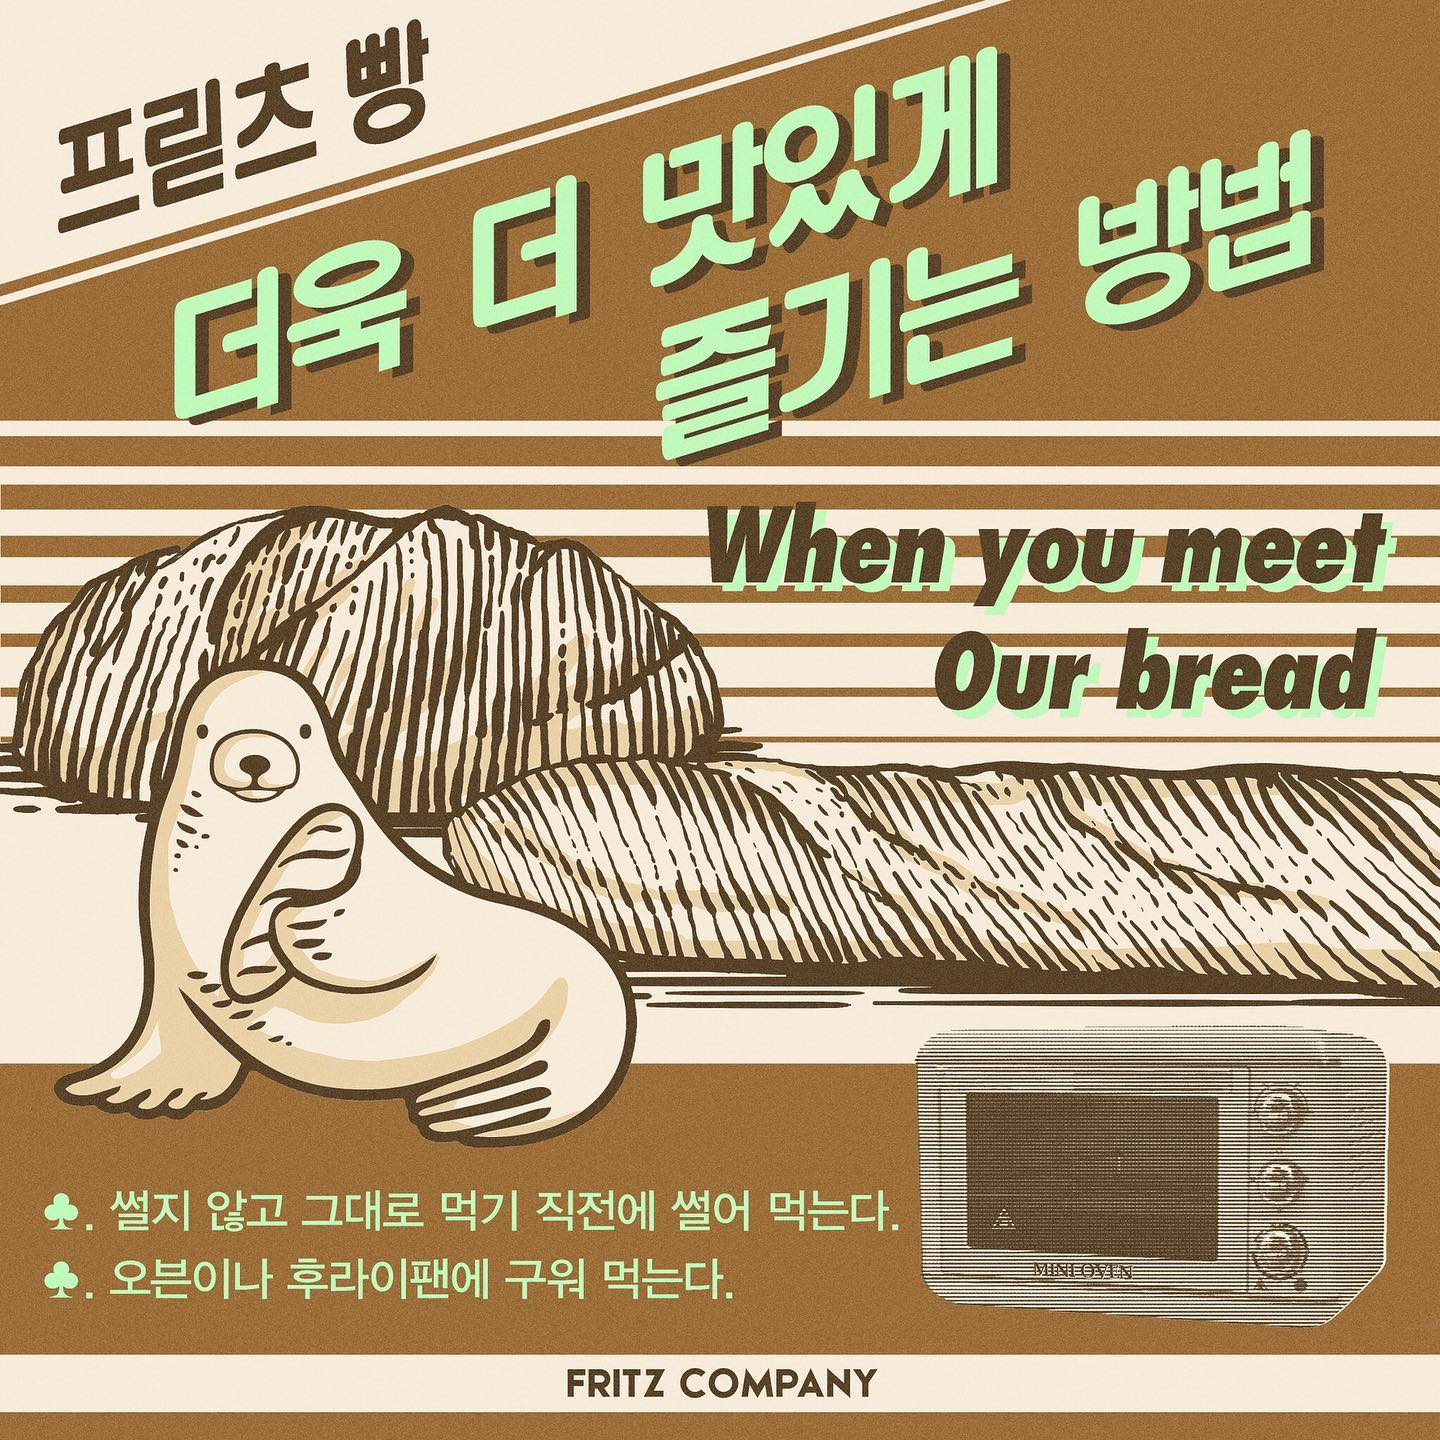 프릳츠 빵
더욱 더 맛있게
즐기는 방법
When you meet
Our bread
MINI OVEN
♣. 썰지 않고 그대로 먹기 직전에 썰어 먹는다.
♣. 오븐이나 후라이팬에 구워 먹는다.
FRITZ COMPANY